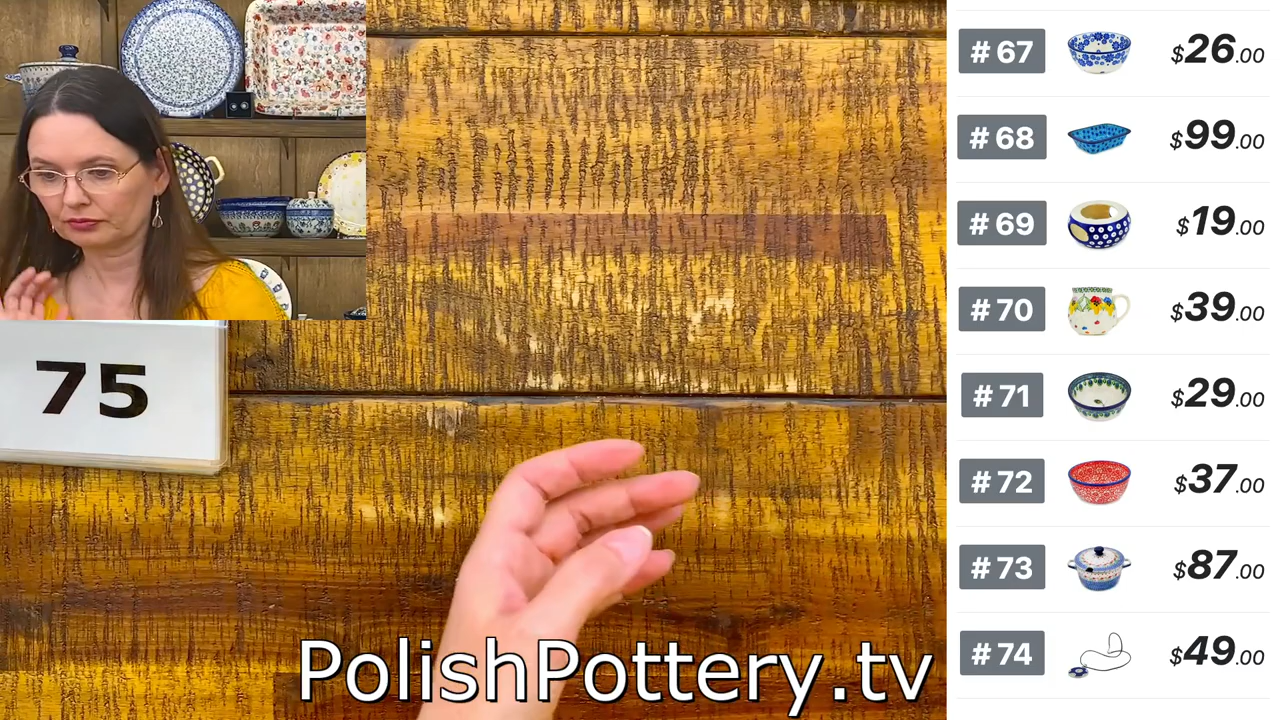 75
PolishPottery.tv
# 67 $26.00
# 68 $99.00
# 69 $19.00
# 70 $39.00
# 71 $29.00
# 72 $37.00
# 73 $87.00
# 74 $49.00